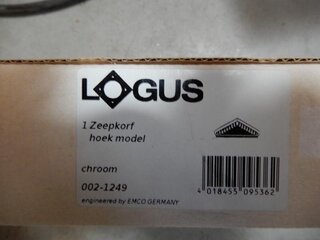 LOGUS
1 Zeepkorf
hoek model
chroom
002-1249
engineered by EMCO GERMANY
4 018455 095362